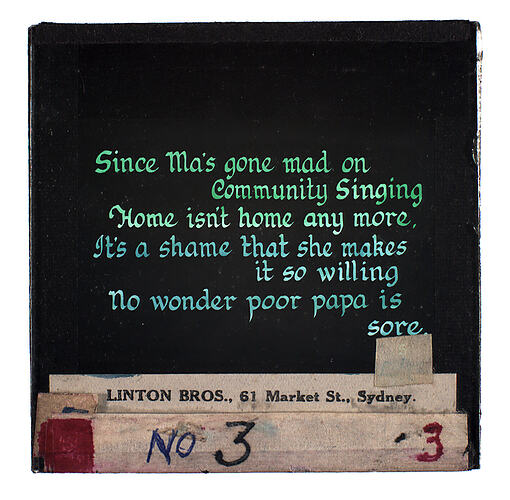 Since Ma's gone mad on
Community Singing
Home isn't home any more,
It's a shame that she makes
it so willing
No wonder poor papa is
sore.
LINTON BROS., 61 Market St., Sydney.
No 3 3